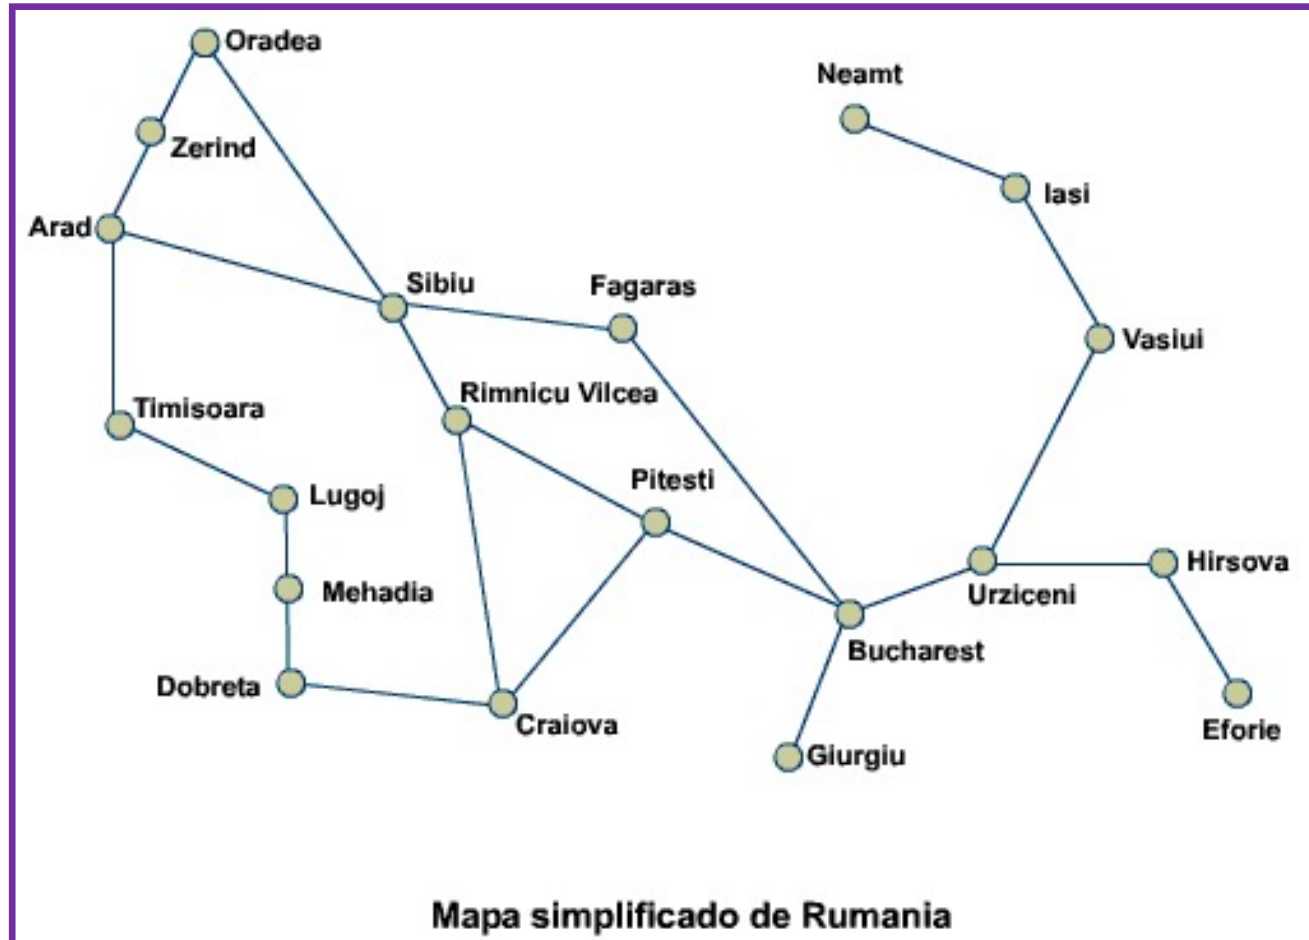 Oradea
Neamt
Zerind
Iasi
Arad
Sibiu
Fagaras
Vasiui
Rimnicu Vilcea
Timisoara
Pitesti
Lugoj
Hirsova
Mehadia
Urziceni
Bucharest
Dobreta
Craiova
Eforie
Giurgiu
Mapa simplificado de Rumania